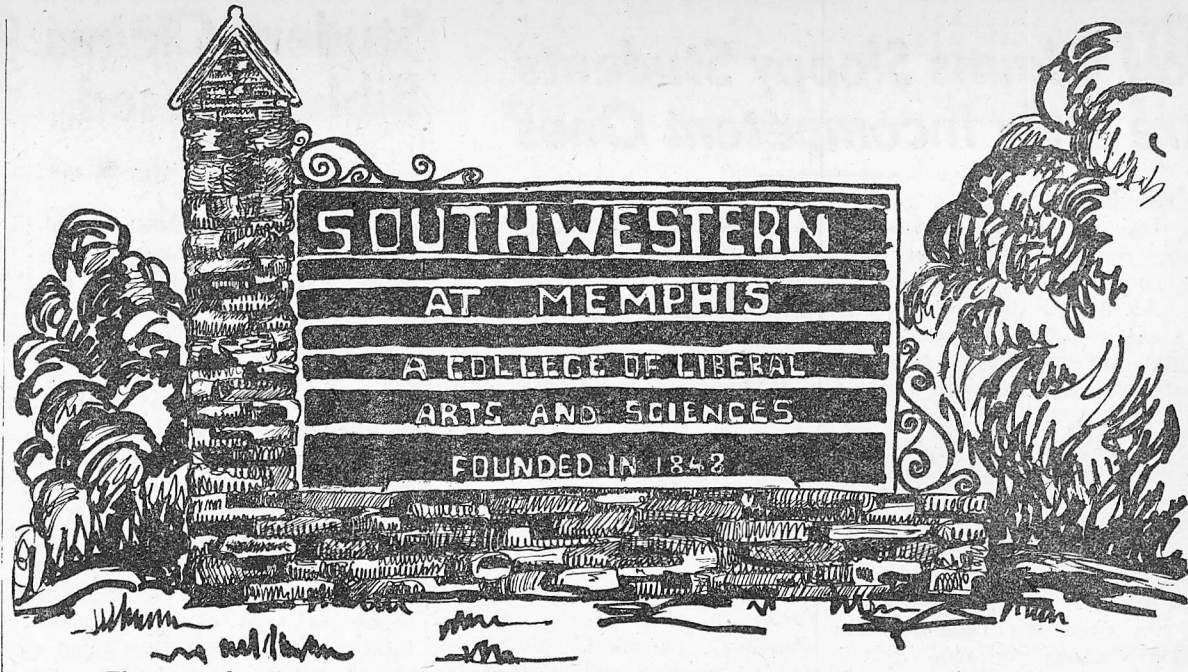 SOUTHWESTERN
AT MEMPHIS
A COLLEGE OF LIBERAL
ARTS AND SCIENCES
FOUNDED IN 1848